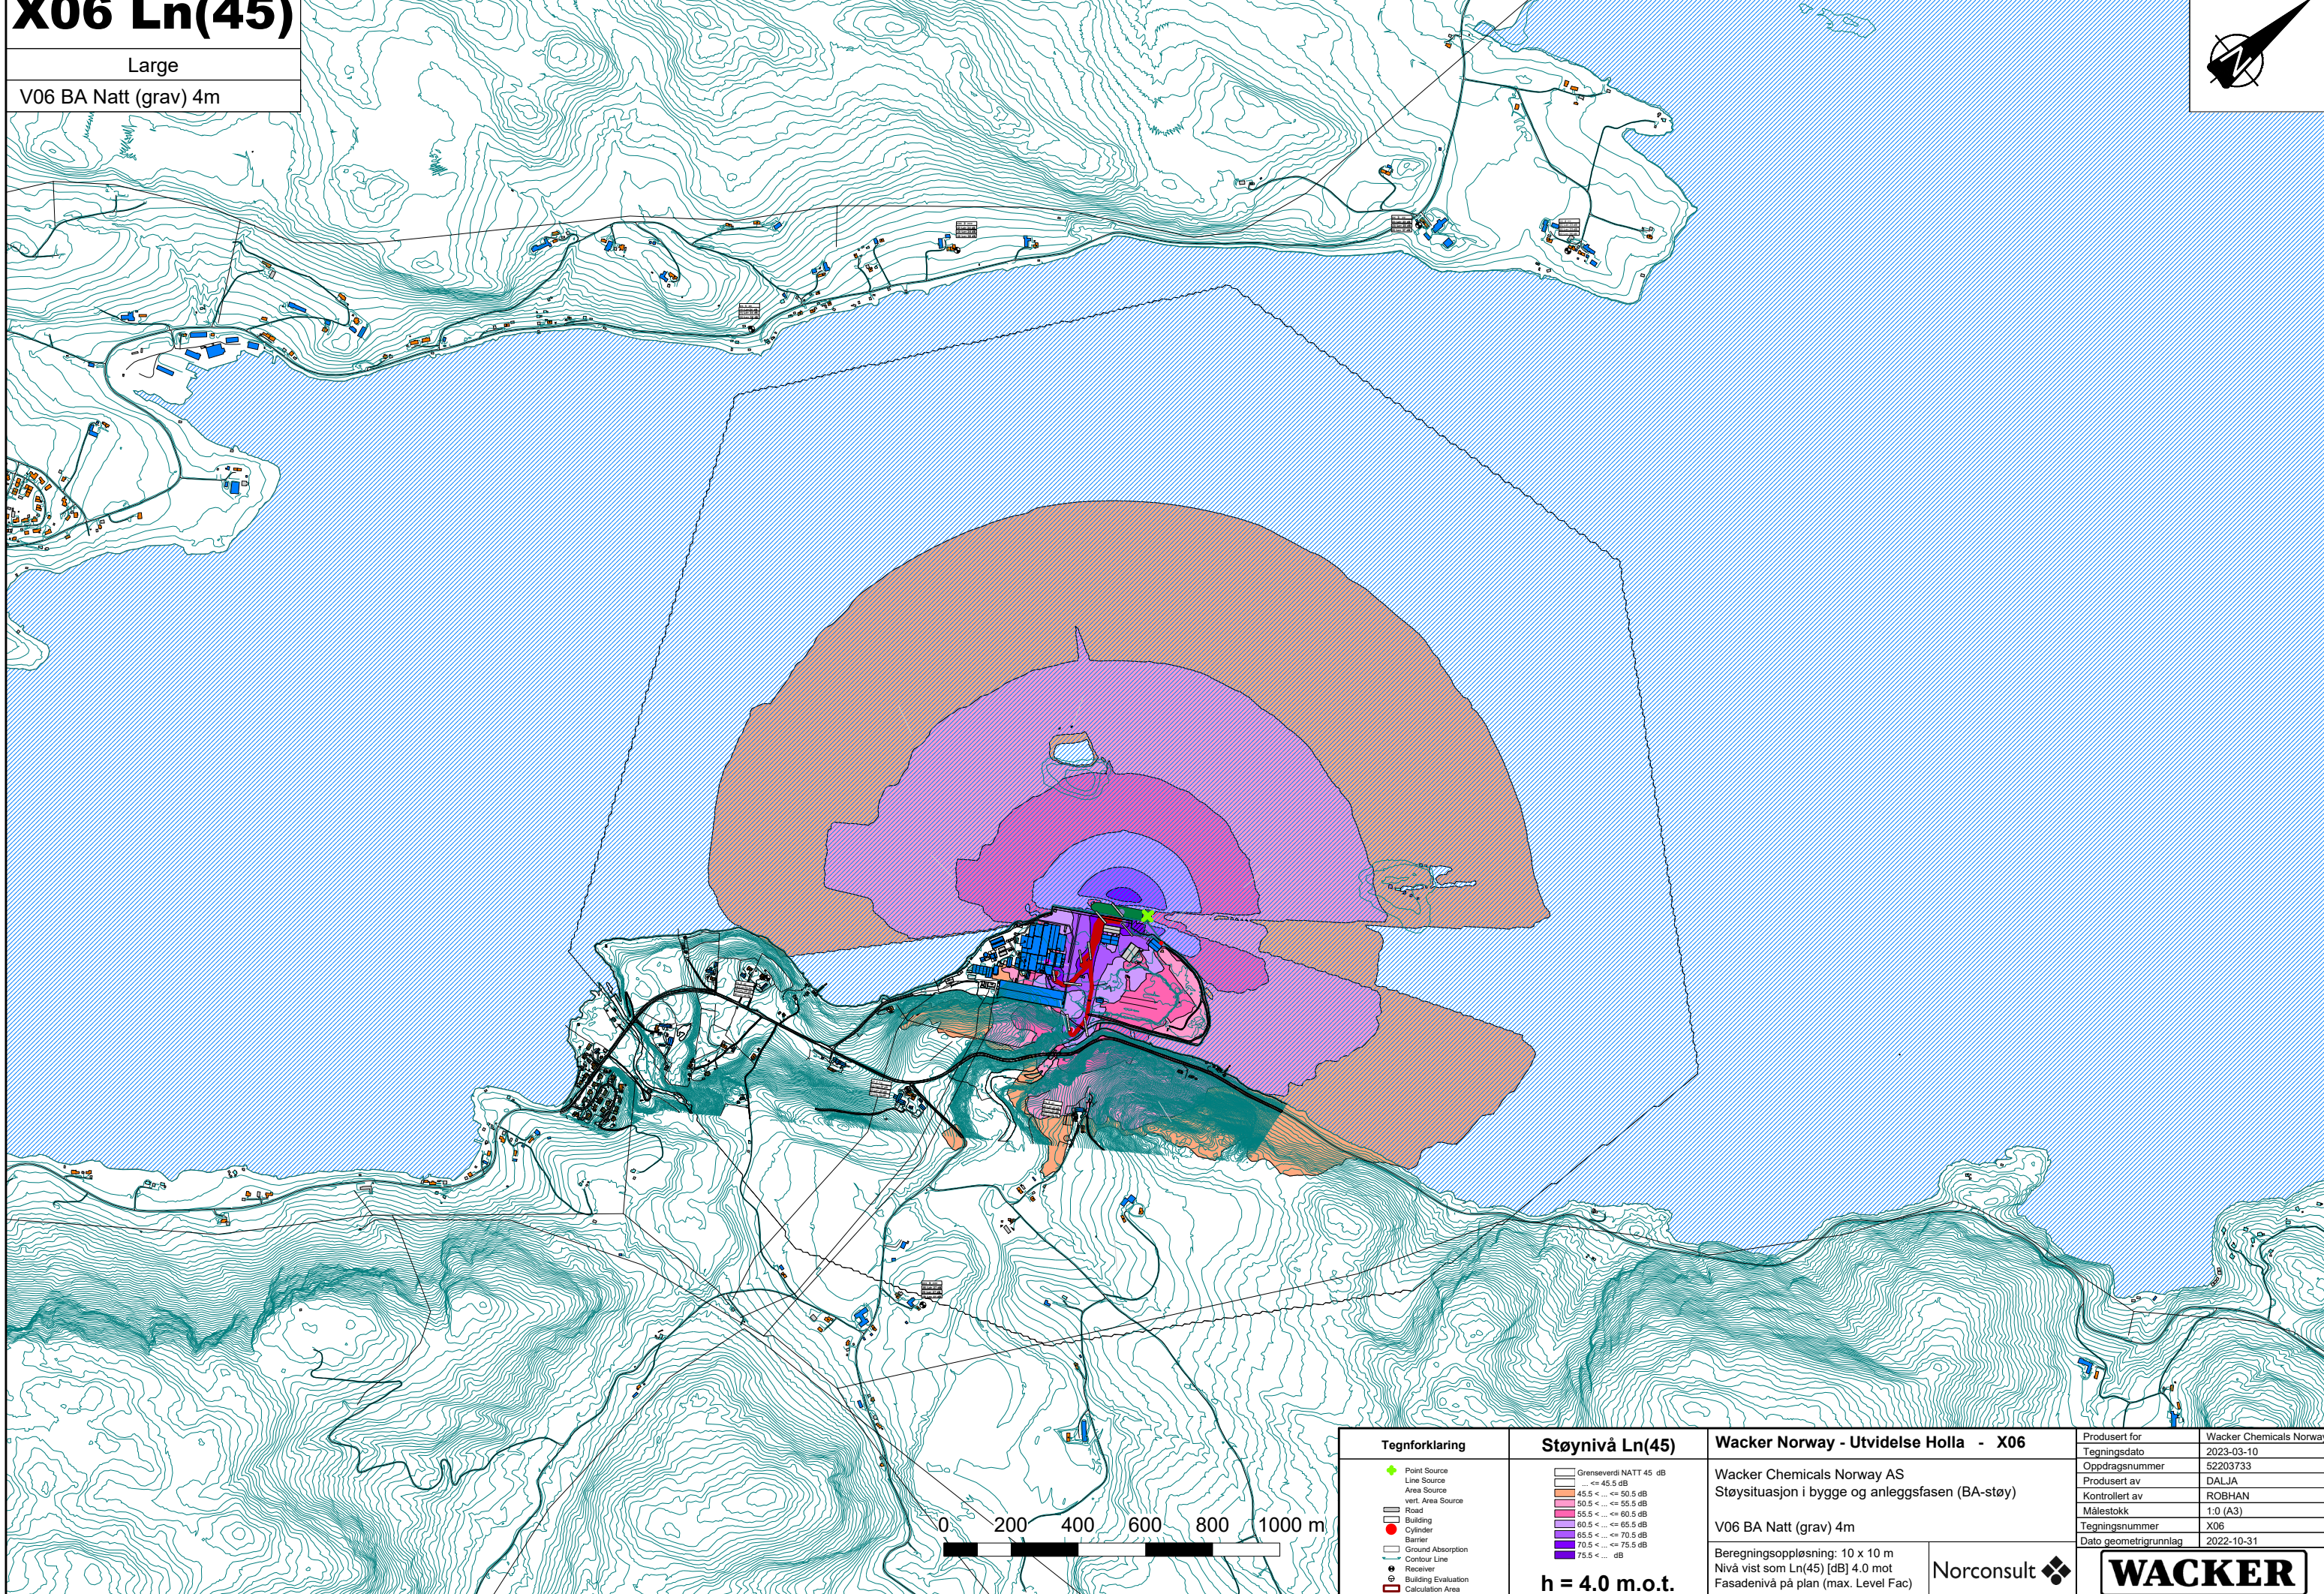 X06 Ln(45)
Large
V06 BA Natt (grav) 4m
0 200 400 600 800 1000 m
Tegnforklaring
Point Source
Line Source
Area Source
vert. Area Source
Road
Building
Cylinder
Barrier
Ground Absorption
Contour Line
Receiver
Building Evaluation
Calculation Area
Støynivå Ln(45)
Grenseverdi NATT 45 dB
... <= 45.5 dB
45.5 < ... <= 50.5 dB
50.5 < ... <= 55.5 dB
55.5 < ... <= 60.5 dB
60.5 < ... <= 65.5 dB
65.5 < ... <= 70.5 dB
70.5 < ... <= 75.5 dB
75.5 < ... dB
h = 4.0 m.o.t.
Wacker Norway - Utvidelse Holla - X06
Wacker Chemicals Norway AS
Støysituasjon i bygge og anleggsfasen (BA-støy)
V06 BA Natt (grav) 4m
Beregningsoppløsning: 10 x 10 m
Nivå vist som Ln(45) [dB] 4.0 mot
Fasadenivå på plan (max. Level Fac)
Norconsult
Produsert for Wacker Chemicals Norway
Tegningsdato 2023-03-10
Oppdragsnummer 52203733
Produsert av DALJA
Kontrollert av ROBHAN
Målestokk 1:0 (A3)
Tegningsnummer X06
Dato geometrigrunnlag 2022-10-31
WACKER